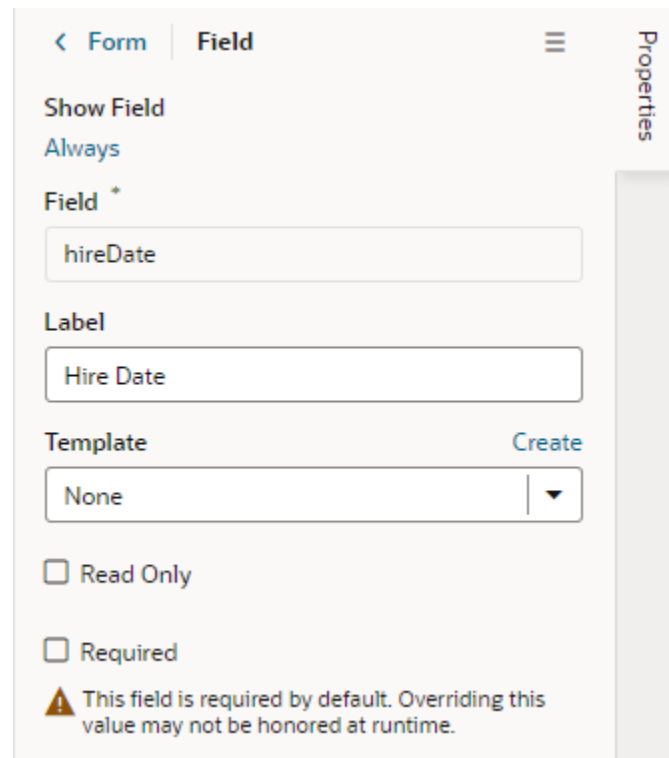 Form
Field
Properties
Show Field
Always
Field *
hireDate
Label
Hire Date
Template
Create
None
Read Only
Required
This field is required by default. Overriding this
value may not be honored at runtime.